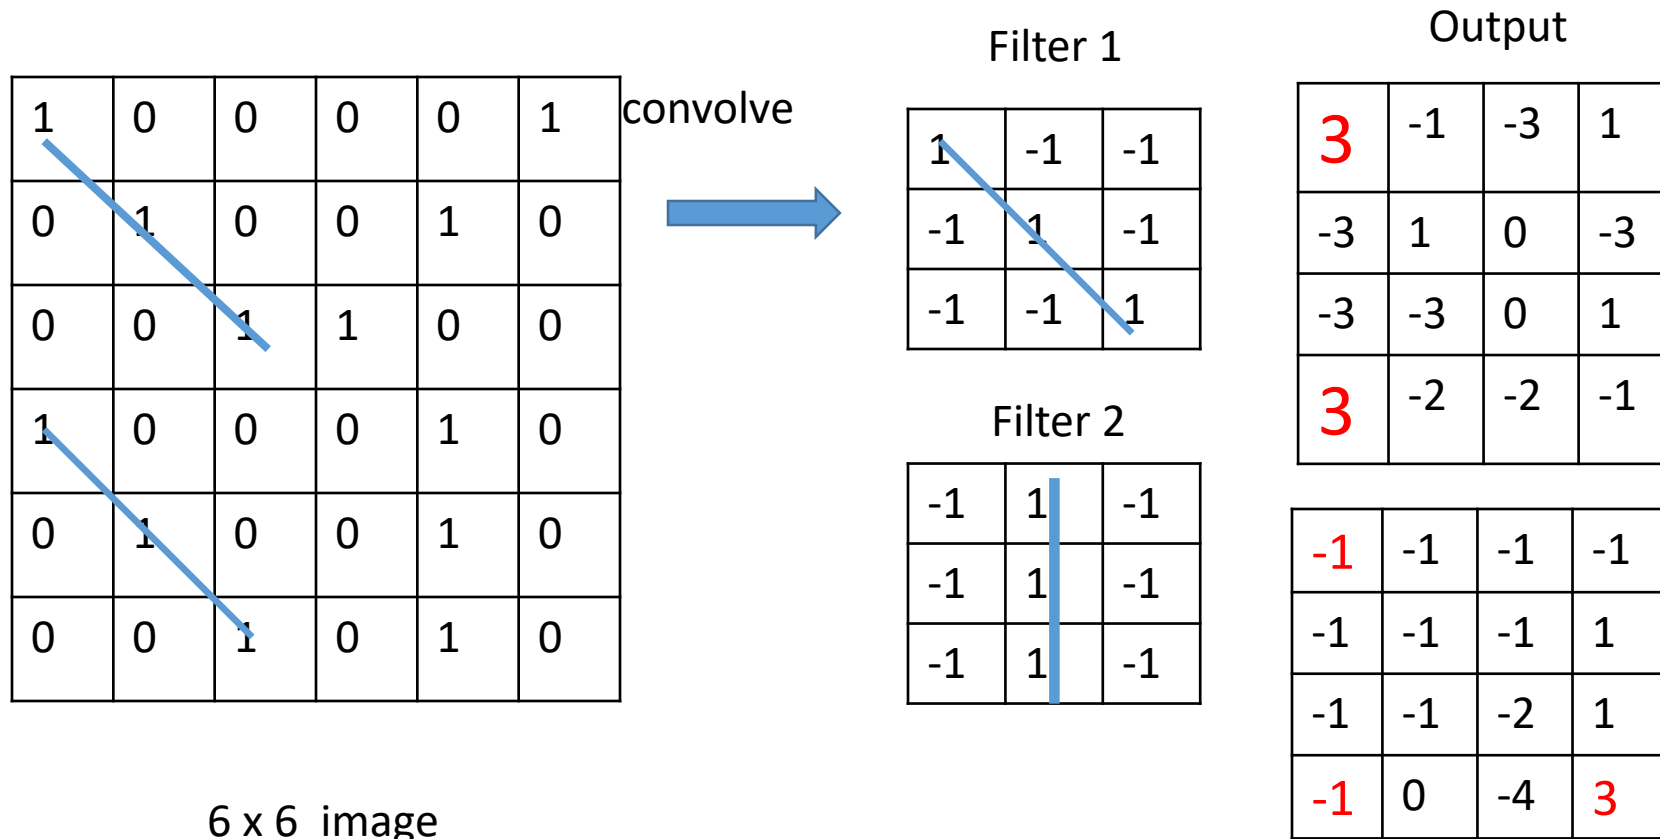 1 0 0 0 0 1
0 1 0 0 1 0
0 0 1 1 0 0
1 0 0 0 1 0
0 1 0 0 1 0
0 0 1 0 1 0
6 x 6 image
convolve
Filter 1
1 -1 -1
-1 1 -1
-1 -1 1
Filter 2
-1 1 -1
-1 1 -1
-1 1 -1
Output
3 -1 -3 1
-3 1 0 -3
-3 -3 0 1
3 -2 -2 -1
-1 -1 -1 -1
-1 -1 -1 1
-1 -1 -2 1
-1 0 -4 3